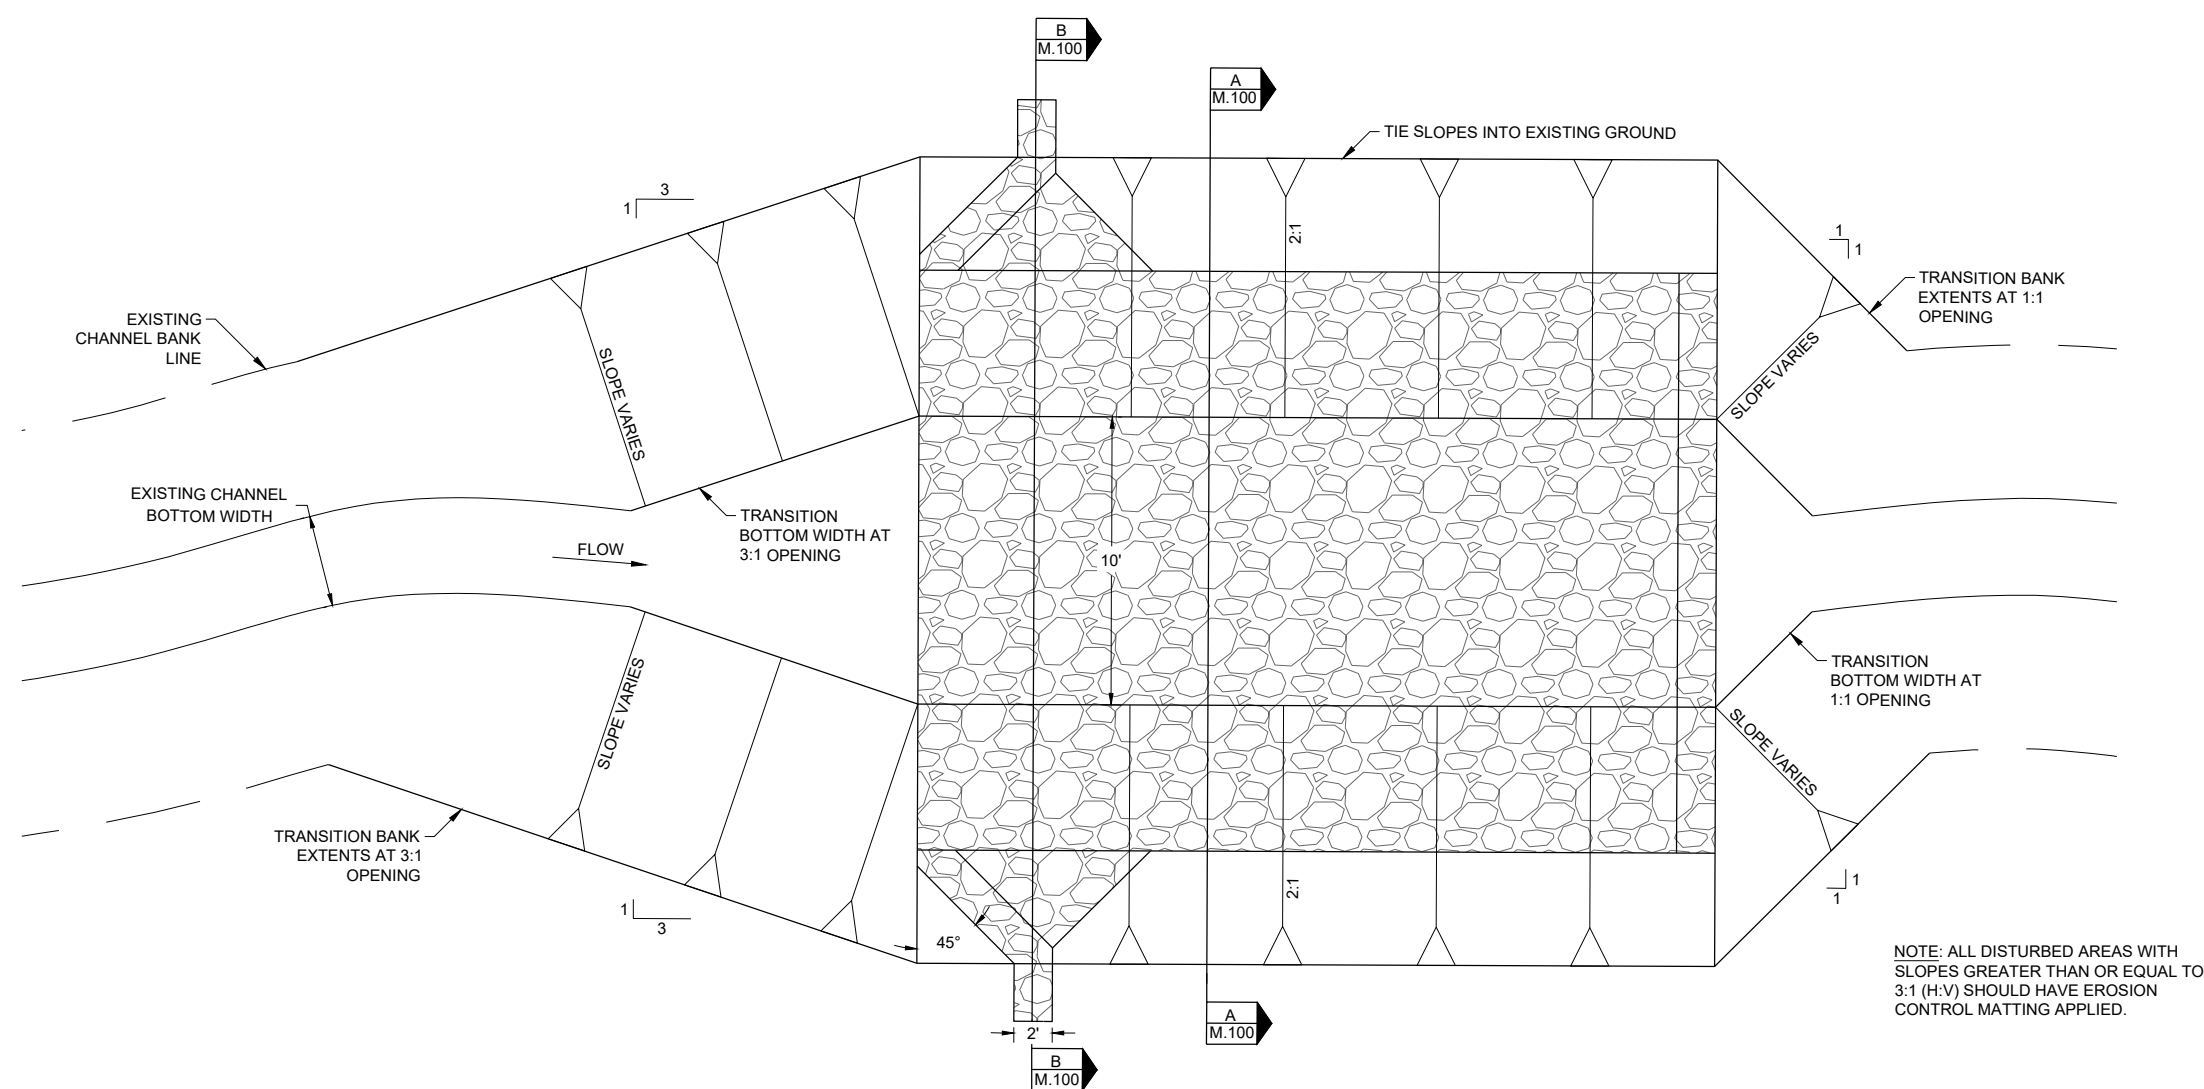 B
M.100
A
M.100
TIE SLOPES INTO EXISTING GROUND
3
1
1
1
2:1
TRANSITION BANK
EXTENTS AT 1:1
OPENING
EXISTING
CHANNEL BANK
LINE
SLOPE VARIES
SLOPE VARIES
EXISTING CHANNEL
BOTTOM WIDTH
TRANSITION
BOTTOM WIDTH AT
3:1 OPENING
FLOW
10'
TRANSITION
BOTTOM WIDTH AT
1:1 OPENING
SLOPE VARIES
SLOPE VARIES
TRANSITION BANK
EXTENTS AT 3:1
OPENING
1
3
2:1
1
1
45°
NOTE: ALL DISTURBED AREAS WITH
SLOPES GREATER THAN OR EQUAL TO
3:1 (H:V) SHOULD HAVE EROSION
CONTROL MATTING APPLIED.
2'
A
M.100
B
M.100